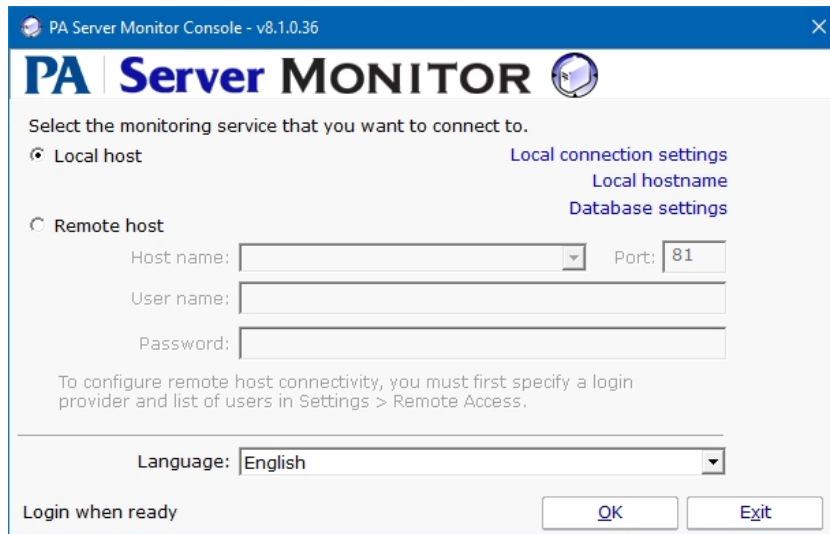 PA Server Monitor Console - v8.1.0.36
PA Server MONITOR
Select the monitoring service that you want to connect to.
Local host
Local connection settings
Local hostname
Database settings
Remote host
Host name: Port: 81
User name:
Password:
To configure remote host connectivity, you must first specify a login
provider and list of users in Settings > Remote Access.
Language: English
Login when ready OK Exit